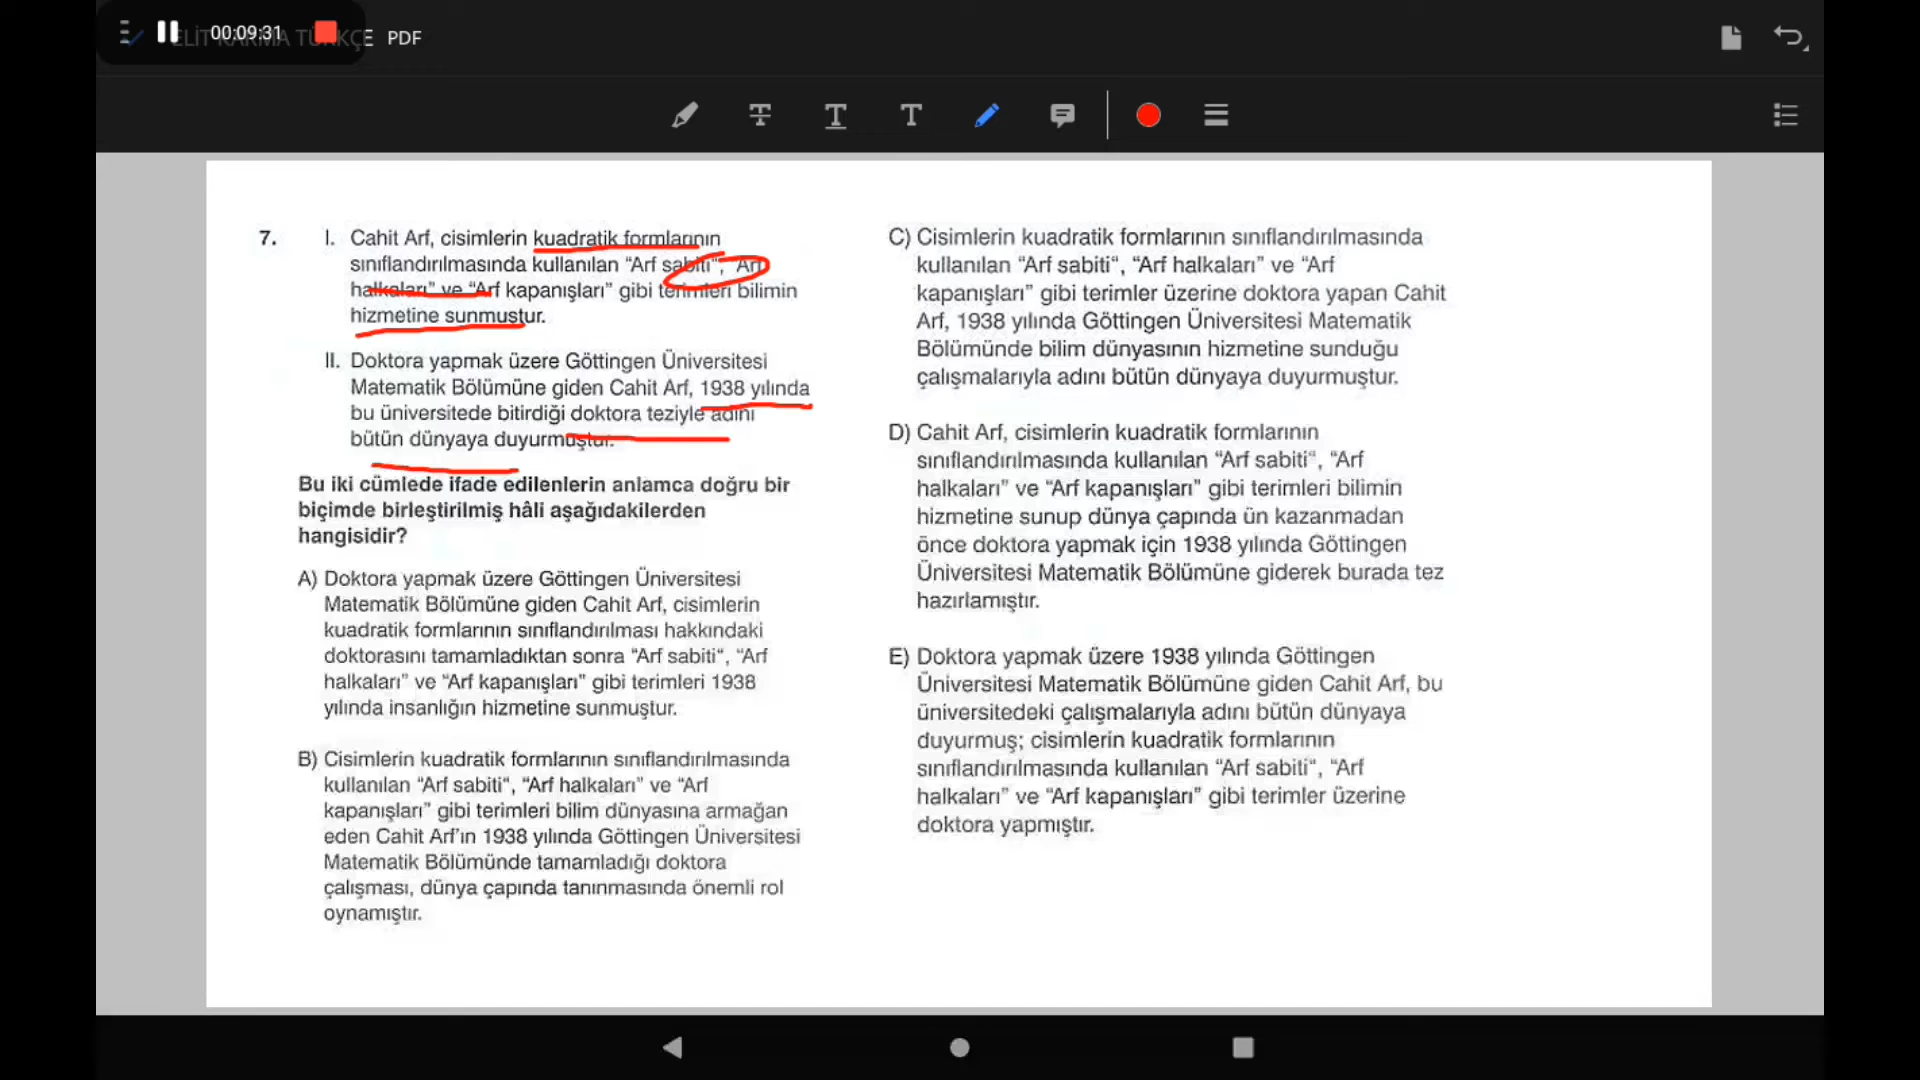 00:09:31
ELİT KARMA TÜRKÇE PDF
7. I. Cahit Arf, cisimlerin kuadratik formlarının
sınıflandırılmasında kullanılan “Arf sabiti“, “Arf
halkaları” ve “Arf kapanışları” gibi terimleri bilimin
hizmetine sunmuştur.
II. Doktora yapmak üzere Göttingen Üniversitesi
Matematik Bölümüne giden Cahit Arf, 1938 yılında
bu üniversitede bitirdiği doktora teziyle adını
bütün dünyaya duyurmuştur.
Bu iki cümlede ifade edilenlerin anlamca doğru bir
biçimde birleştirilmiş hâli aşağıdakilerden
hangisidir?
A) Doktora yapmak üzere Göttingen Üniversitesi
Matematik Bölümüne giden Cahit Arf, cisimlerin
kuadratik formlarının sınıflandırılması hakkındaki
doktorasını tamamladıktan sonra “Arf sabiti“, “Arf
halkaları” ve “Arf kapanışları” gibi terimleri 1938
yılında insanlığın hizmetine sunmuştur.
B) Cisimlerin kuadratik formlarının sınıflandırılmasında
kullanılan “Arf sabiti“, “Arf halkaları” ve “Arf
kapanışları” gibi terimleri bilim dünyasına armağan
eden Cahit Arf’ın 1938 yılında Göttingen Üniversitesi
Matematik Bölümünde tamamladığı doktora
çalışması, dünya çapında tanınmasında önemli rol
oynamıştır.
C) Cisimlerin kuadratik formlarının sınıflandırılmasında
kullanılan “Arf sabiti“, “Arf halkaları” ve “Arf
kapanışları” gibi terimler üzerine doktora yapan Cahit
Arf, 1938 yılında Göttingen Üniversitesi Matematik
Bölümünde bilim dünyasının hizmetine sunduğu
çalışmalarıyla adını bütün dünyaya duyurmuştur.
D) Cahit Arf, cisimlerin kuadratik formlarının
sınıflandırılmasında kullanılan “Arf sabiti“, “Arf
halkaları” ve “Arf kapanışları” gibi terimleri bilimin
hizmetine sunup dünya çapında ün kazanmadan
önce doktora yapmak için 1938 yılında Göttingen
Üniversitesi Matematik Bölümüne giderek burada tez
hazırlamıştır.
E) Doktora yapmak üzere 1938 yılında Göttingen
Üniversitesi Matematik Bölümüne giden Cahit Arf, bu
üniversitedeki çalışmalarıyla adını bütün dünyaya
duyurmuş; cisimlerin kuadratik formlarının
sınıflandırılmasında kullanılan “Arf sabiti“, “Arf
halkaları” ve “Arf kapanışları” gibi terimler üzerine
doktora yapmıştır.